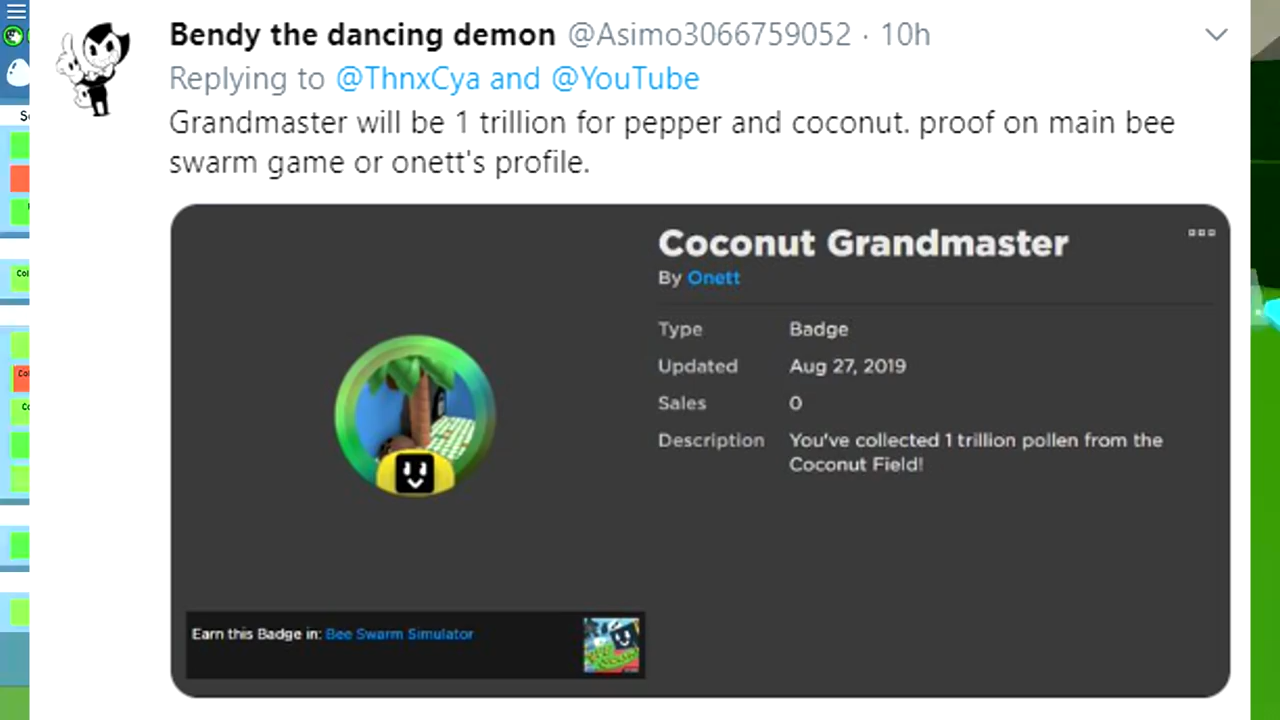 Bendy the dancing demon @Asimo3066759052 · 10h
Replying to @ThnxCya and @YouTube
Grandmaster will be 1 trillion for pepper and coconut. proof on main bee
swarm game or onett's profile.
Coconut Grandmaster
By Onett
Type Badge
Updated Aug 27, 2019
Sales 0
Description You've collected 1 trillion pollen from the
Coconut Field!
Earn this Badge in: Bee Swarm Simulator